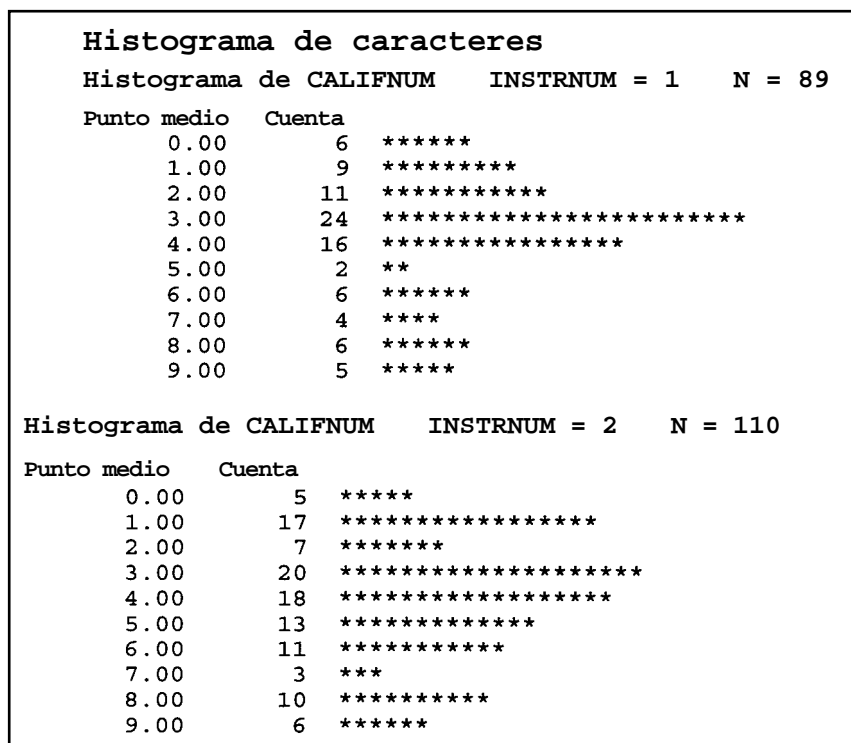 Histograma de caracteres
Histograma de CALIFNUM INSTRNUM = 1 N = 89
Punto medio Cuenta
0.00 6 ******
1.00 9 *********
2.00 11 ***********
3.00 24 ************************
4.00 16 ****************
5.00 2 **
6.00 6 ******
7.00 4 ****
8.00 6 ******
9.00 5 *****
Histograma de CALIFNUM INSTRNUM = 2 N = 110
Punto medio Cuenta
0.00 5 *****
1.00 17 *****************
2.00 7 *******
3.00 20 ********************
4.00 18 ******************
5.00 13 *************
6.00 11 ***********
7.00 3 ***
8.00 10 **********
9.00 6 ******